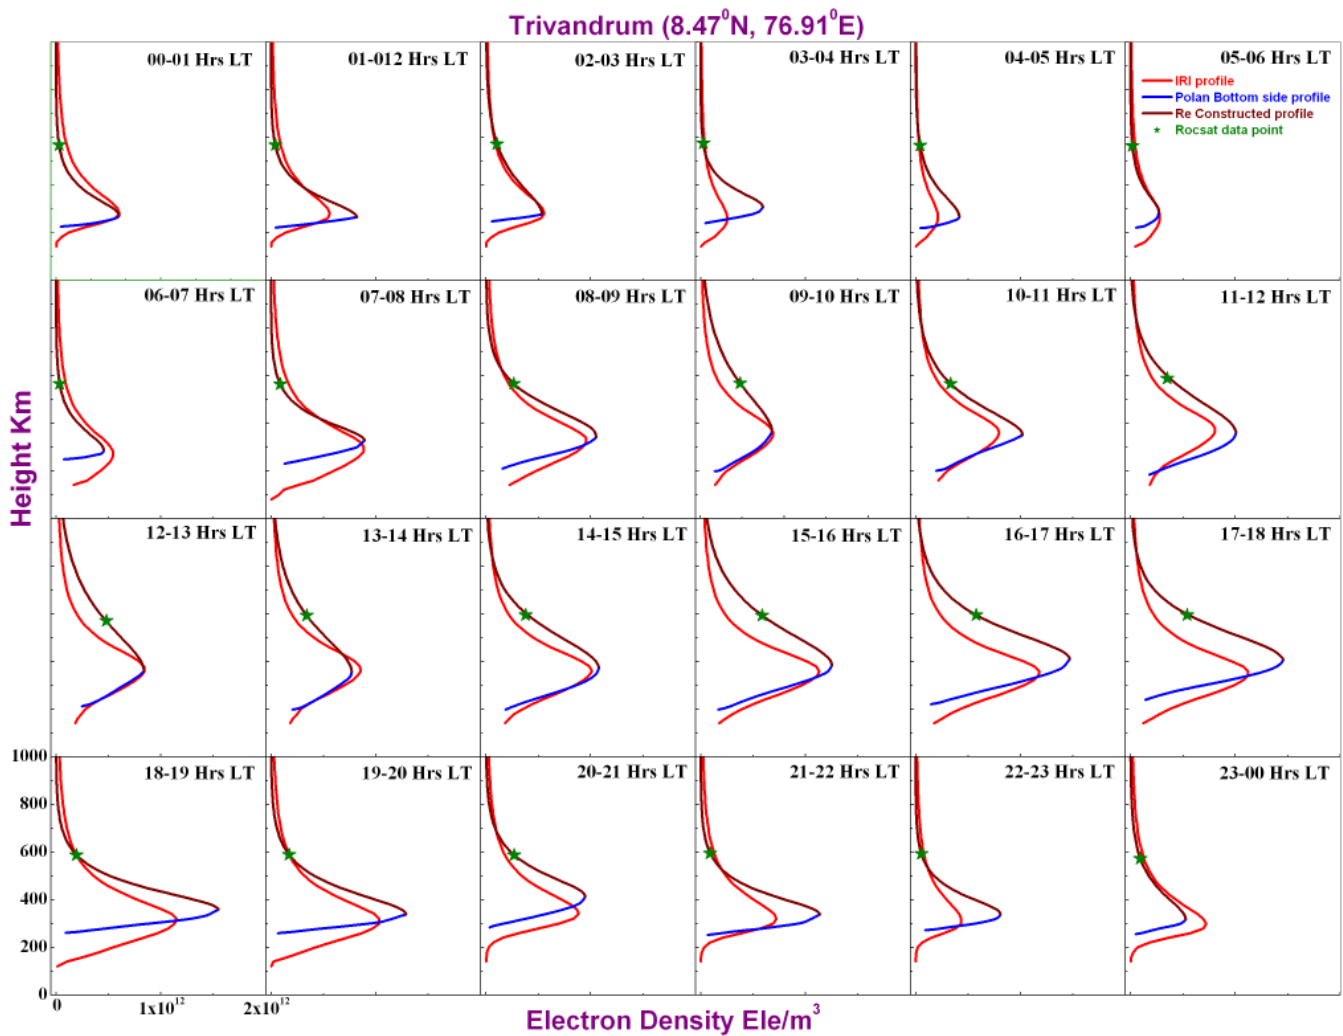 Trivandrum (8.47⁰N, 76.91⁰E)
00-01 Hrs LT
01-012 Hrs LT
02-03 Hrs LT
03-04 Hrs LT
04-05 Hrs LT
05-06 Hrs LT
IRI profile
Polan Bottom side profile
Re Constructed profile
Rocsat data point
06-07 Hrs LT
07-08 Hrs LT
08-09 Hrs LT
09-10 Hrs LT
10-11 Hrs LT
11-12 Hrs LT
Height Km
12-13 Hrs LT
13-14 Hrs LT
14-15 Hrs LT
15-16 Hrs LT
16-17 Hrs LT
17-18 Hrs LT
1000
800
600
400
200
0
18-19 Hrs LT
19-20 Hrs LT
20-21 Hrs LT
21-22 Hrs LT
22-23 Hrs LT
23-00 Hrs LT
0
1x10¹²
2x10¹²
Electron Density Ele/m³